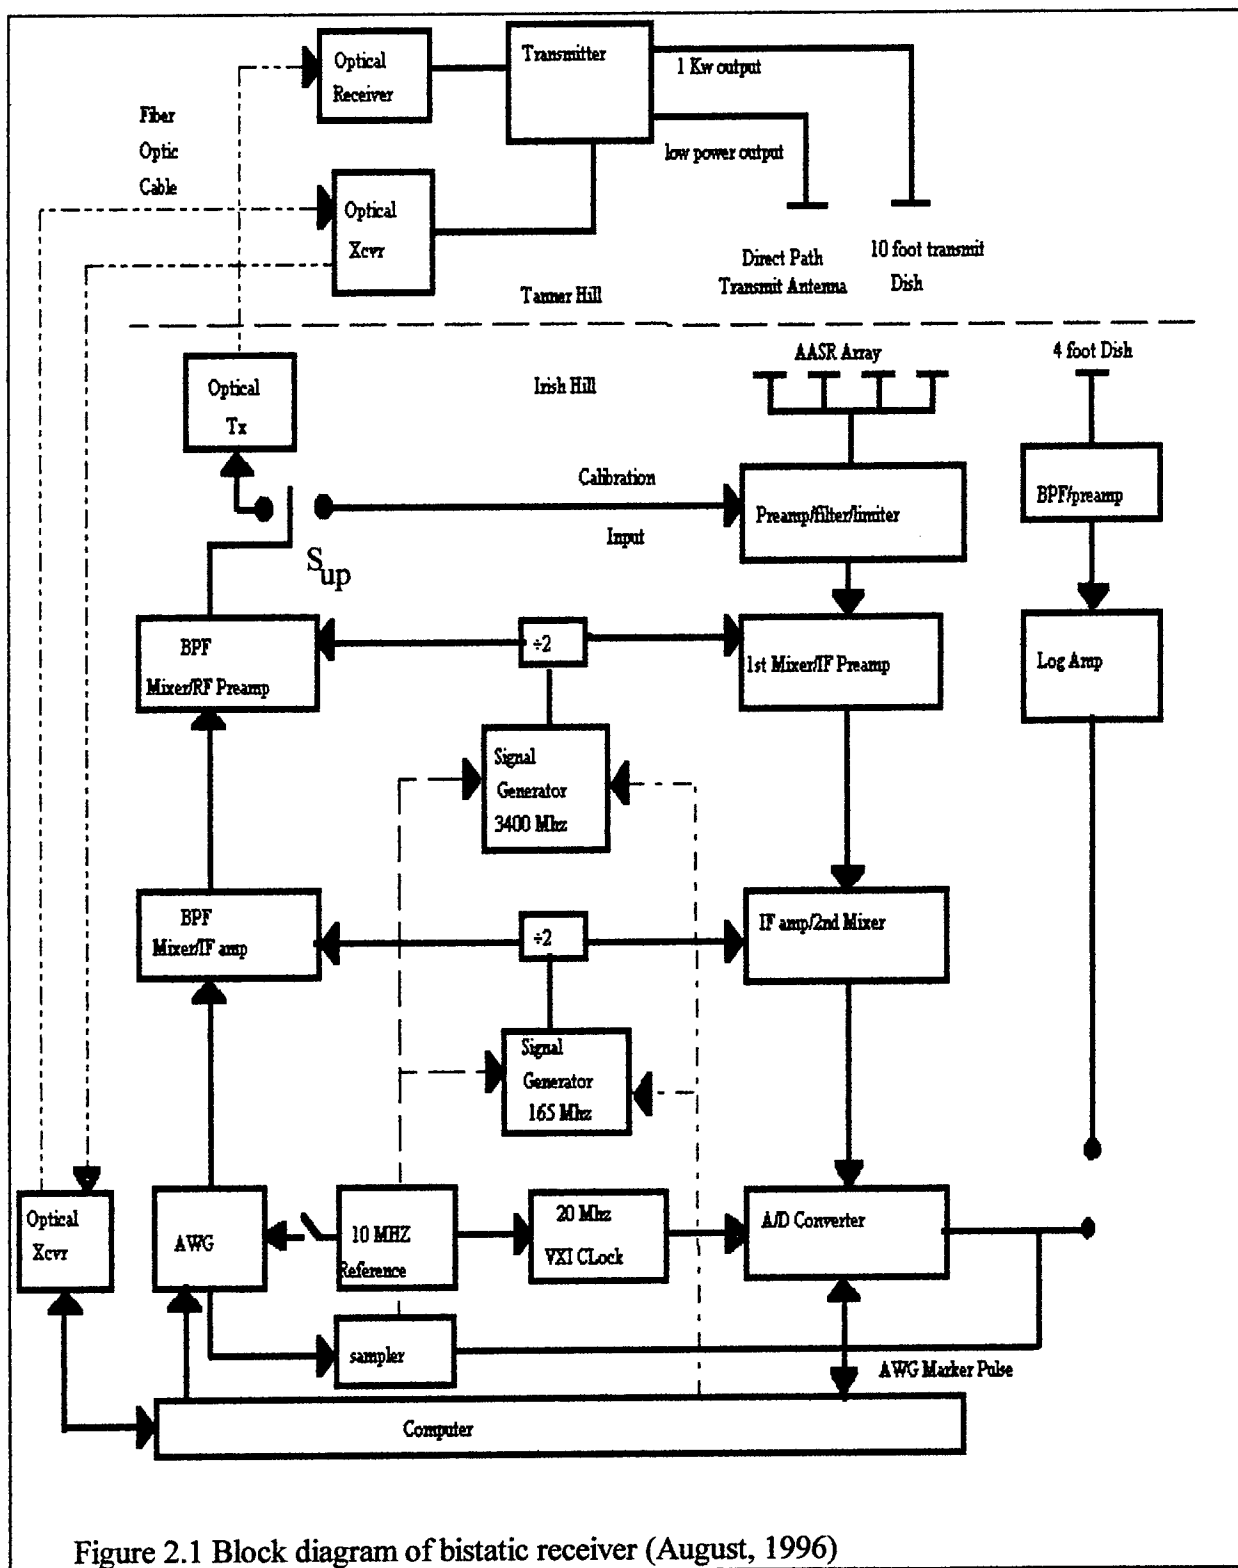 Optical
Receiver
Transmitter
1 Kw output
Fiber
Optic
Cable
low power output
Optical
Xcvr
Direct Path
Transmit Antenna
10 foot transmit
Dish
Tanner Hill
AASR Array
4 foot Dish
Optical
Tx
Irish Hill
Calibration
Input
Preamp/filter/limiter
BPF/preamp
Sup
BPF
Mixer/RF Preamp
÷2
1st Mixer/IF Preamp
Log Amp
Signal
Generator
3400 Mhz
BPF
Mixer/IF amp
÷2
IF amp/2nd Mixer
Signal
Generator
165 Mhz
Optical
Xcvr
AWG
10 MHZ
Reference
20 Mhz
VXI CLock
A/D Converter
sampler
AWG Marker Pulse
Computer
Figure 2.1 Block diagram of bistatic receiver (August, 1996)